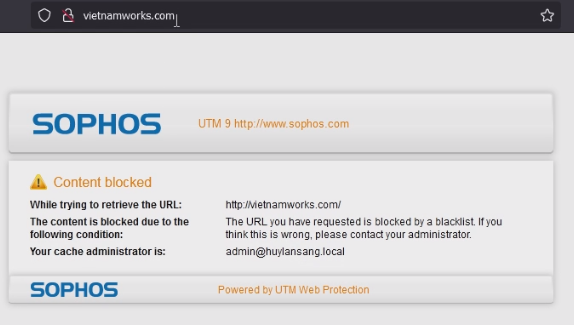 vietnamworks.com
SOPHOS
UTM 9 http://www.sophos.com
Content blocked
While trying to retrieve the URL: http://vietnamworks.com/
The content is blocked due to the following condition: The URL you have requested is blocked by a blacklist. If you think this is wrong, please contact your administrator.
Your cache administrator is: admin@huylansang.local
SOPHOS
Powered by UTM Web Protection